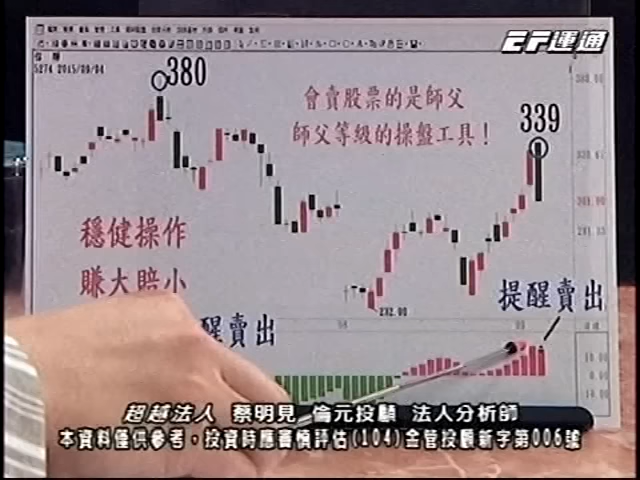 EF運通
5274 2015/09/04
380
會賣股票的是師父
師父等級的操盤工具！
339
穩健操作
賺大賠小
232.00
提醒賣出
醒賣出
超越法人 蔡明見 倫元投顧 法人分析師
本資料僅供參考，投資時應審慎評估(104)金管投顧新字第006號